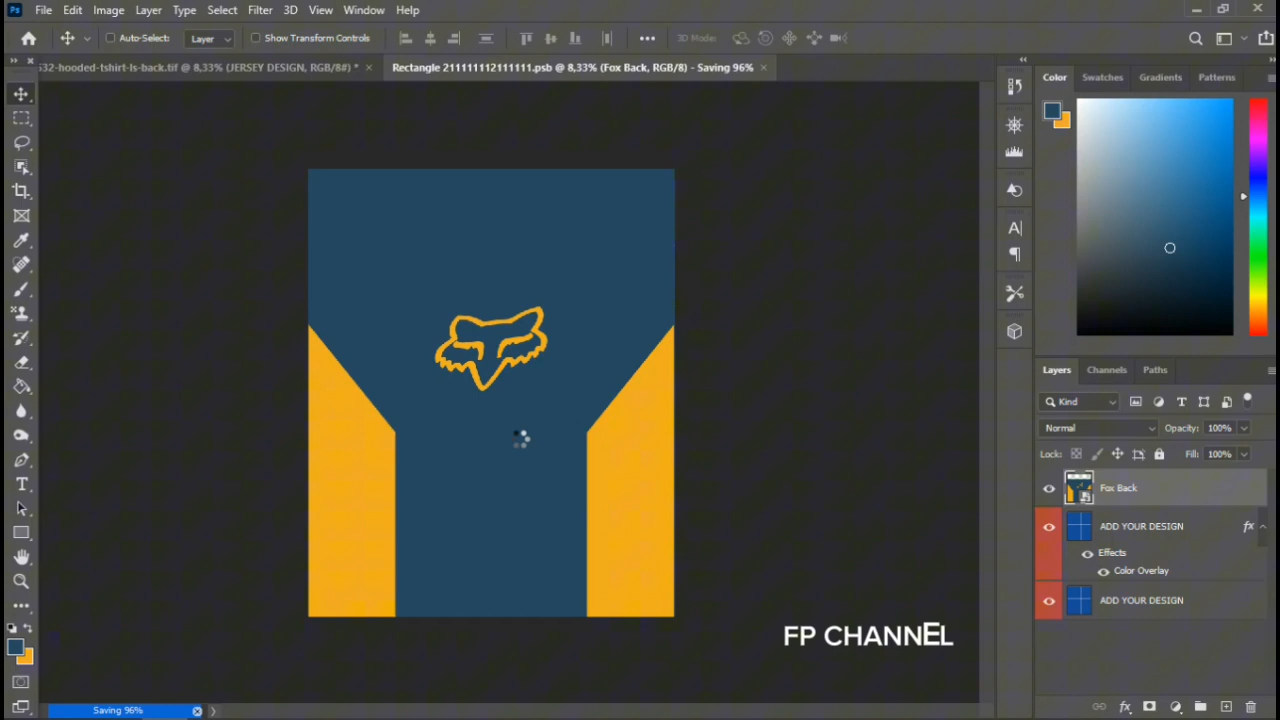 Ps File Edit Image Layer Type Select Filter 3D View Window Help
Auto-Select: Layer Show Transform Controls 3D Mode:
532-hooded-tshirt-ls-back.tif @ 8,33% (JERSEY DESIGN, RGB/8#) * Rectangle 211111112111111.psb @ 8,33% (Fox Back, RGB/8) - Saving 96%
Color Swatches Gradients Patterns
Layers Channels Paths
Kind
Normal Opacity: 100%
Lock: Fill: 100%
Fox Back
ADD YOUR DESIGN fx
Effects
Color Overlay
ADD YOUR DESIGN
FP CHANNEL
Saving 96%